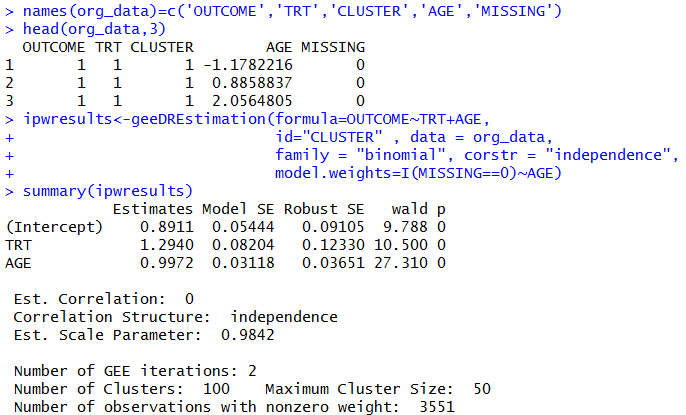 > names(org_data)=c('OUTCOME','TRT','CLUSTER','AGE','MISSING')
> head(org_data,3)
  OUTCOME TRT CLUSTER        AGE MISSING
1       1   1       1 -1.1782216       0
2       1   1       1  0.8858837       0
3       1   1       1  2.0564805       0
> ipwresults<-geeDREstimation(formula=OUTCOME~TRT+AGE,
+                             id="CLUSTER" , data = org_data,
+                             family = "binomial", corstr = "independence",
+                             model.weights=I(MISSING==0)~AGE)
> summary(ipwresults)
            Estimates Model SE Robust SE   wald p
(Intercept)    0.8911  0.05444   0.09105  9.788 0
TRT            1.2940  0.08204   0.12330 10.500 0
AGE            0.9972  0.03118   0.03651 27.310 0
 Est. Correlation:  0
 Correlation Structure:  independence
 Est. Scale Parameter:  0.9842
 Number of GEE iterations: 2
 Number of Clusters:  100    Maximum Cluster Size:  50
 Number of observations with nonzero weight:  3551